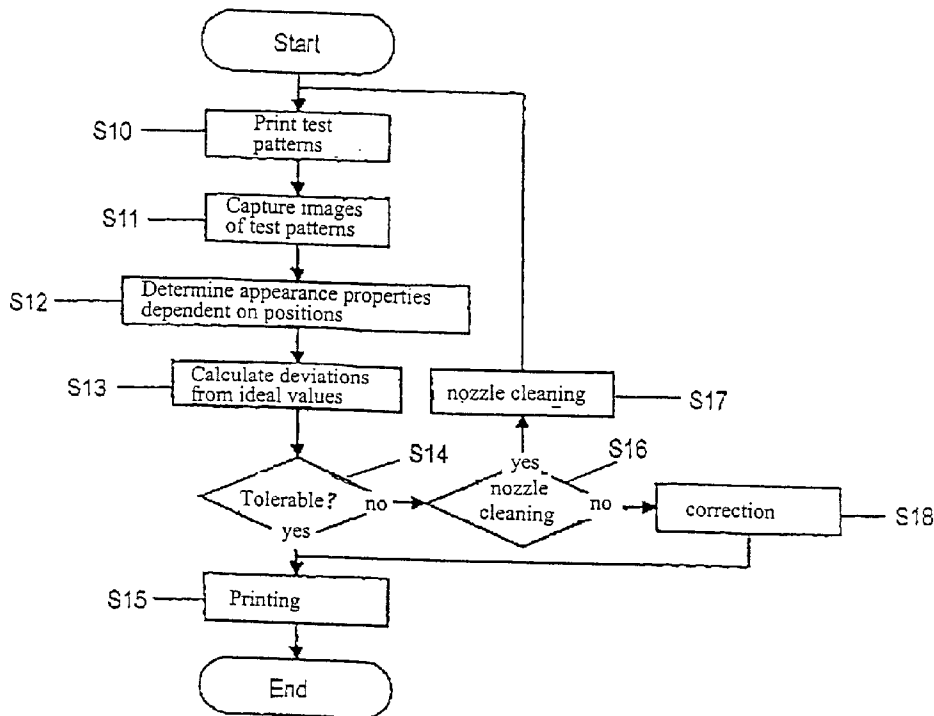 Start
S10
Print test
patterns
S11
Capture images
of test patterns
S12
Determine appearance properties
dependent on positions
S13
Calculate deviations
from ideal values
nozzle cleaning
S17
S14
Tolerable?
no
yes
S16
yes
nozzle
cleaning
no
correction
S18
S15
Printing
End